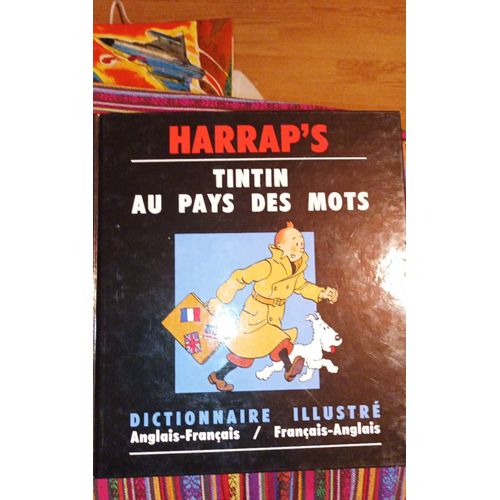 HARRAP'S
TINTIN
AU PAYS DES MOTS
DICTIONNAIRE ILLUSTRÉ
Anglais-Français / Français-Anglais